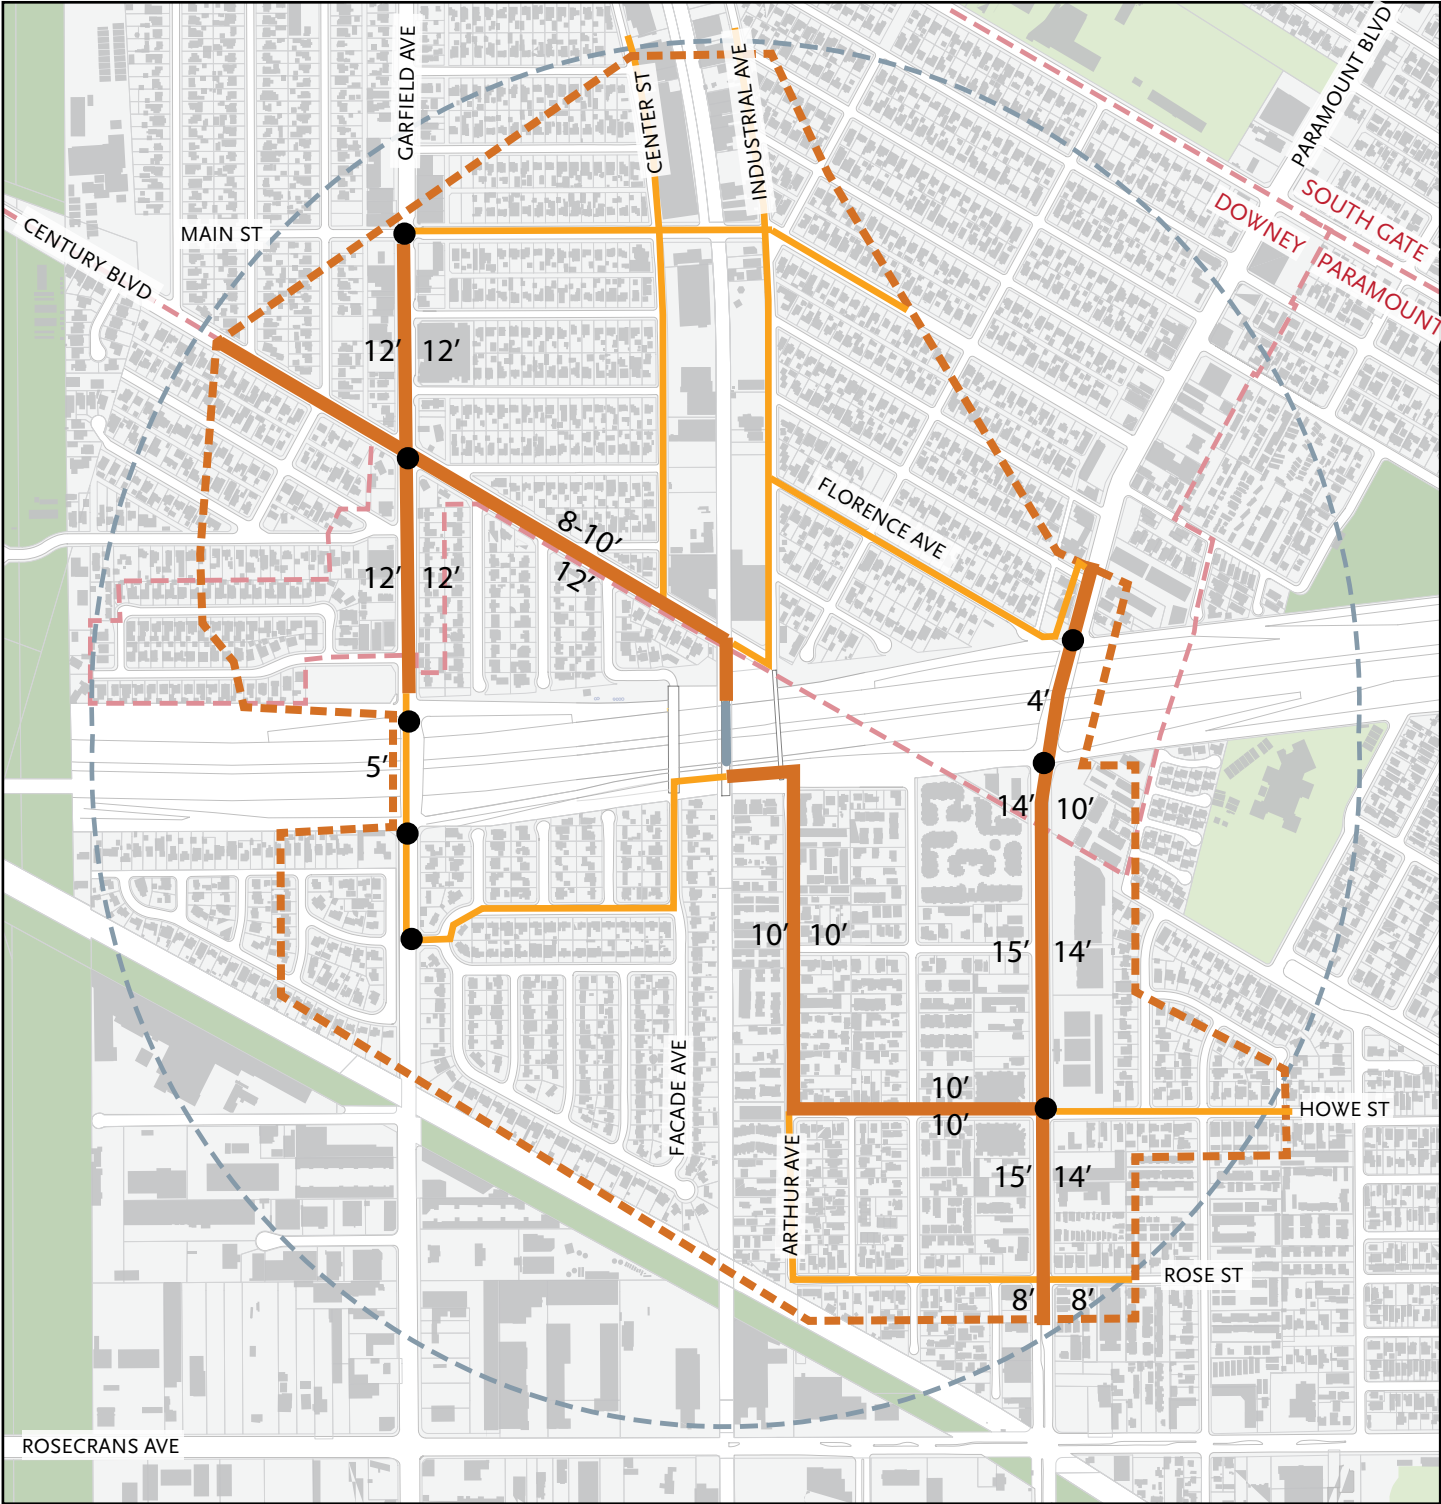 GARFIELD AVE
CENTER ST
INDUSTRIAL AVE
PARAMOUNT BLVD
SOUTH GATE
DOWNEY
PARAMOUNT
MAIN ST
CENTURY BLVD
12’ 12’
8-10’
12’
FLORENCE AVE
12’ 12’
4’
5’
14’ 10’
10’ 10’
15’ 14’
FACADE AVE
10’
10’
HOWE ST
ARTHUR AVE
15’ 14’
ROSE ST
8’ 8’
ROSECRANS AVE